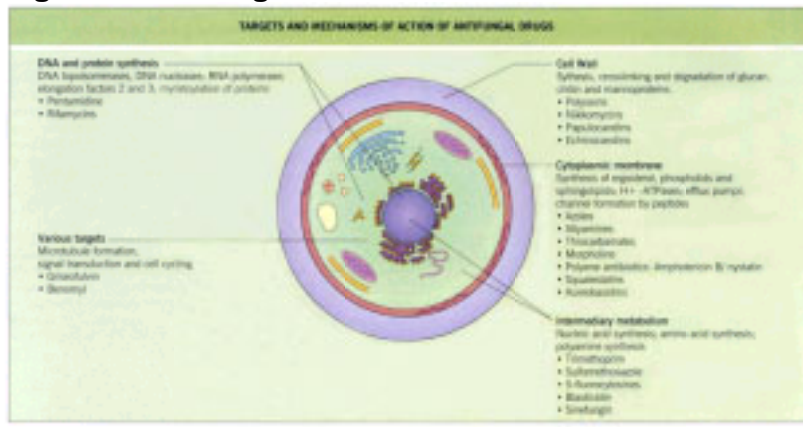 TARGETS AND MECHANISMS OF ACTION OF ANTIFUNGAL DRUGS
DNA and protein synthesis
DNA topoisomerases, DNA nucleases, RNA polymerases
elongation factors 2 and 3, myristoylation of proteins
• Pentamidine
• Rifamycins
Various targets
Microtubule formation,
signal transduction and cell cycling
• Griseofulvin
• Benomyl
Cell Wall
crosslinking and degradation of glucan,
chitin and mannoproteins.
• Polyoxins
• Nikkomycins
• Papulocandins
• Echinocandins
Cytoplasmic membrane
Synthesis of ergosterol, phospholipids and
sphingolipids; H+ -ATPases; efflux pumps
channel formation by peptides
• Azoles
• Allylamines
• Thiocarbamates
• Morpholins
• Polyene antibiotics: Amphotericin B/ nystatin
• Squalestatins
• Aureobasidins
Intermediary metabolism
Nucleic acid synthesis, amino acid synthesis;
polyamine synthesis
• Trimethoprim
• Sulfamethoxazole
• 5-fluorocytosines
• Blasticidin
• Sinefungin